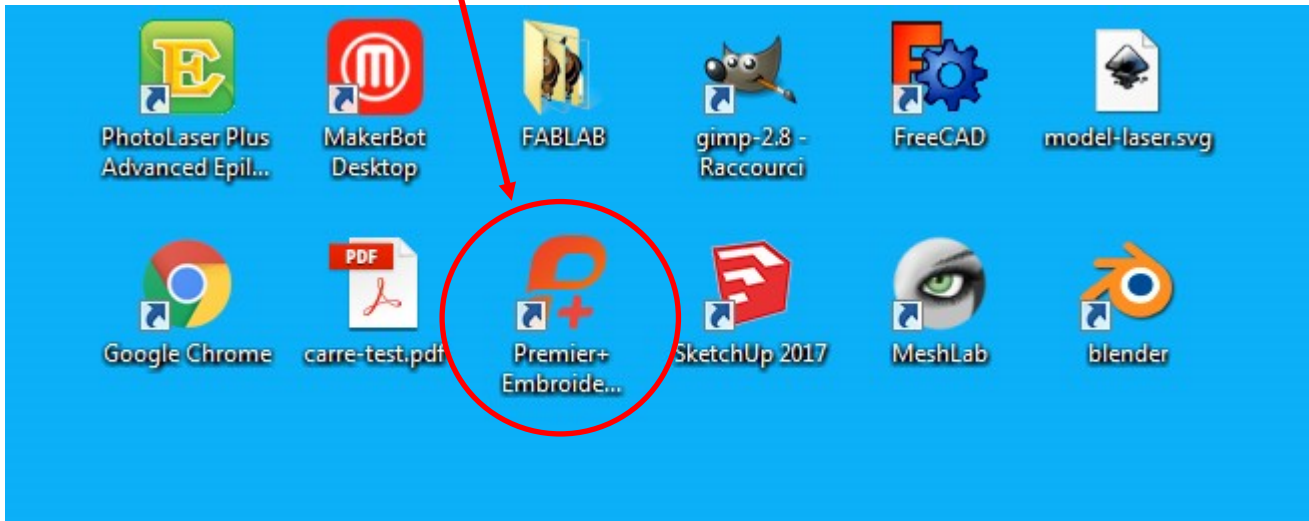 PhotoLaser Plus
Advanced Epil...
MakerBot
Desktop
FABLAB
gimp-2.8 -
Raccourci
FreeCAD
model-laser.svg
Google Chrome
PDF
carre-test.pdf
Premier+
Embroide...
SketchUp 2017
MeshLab
blender